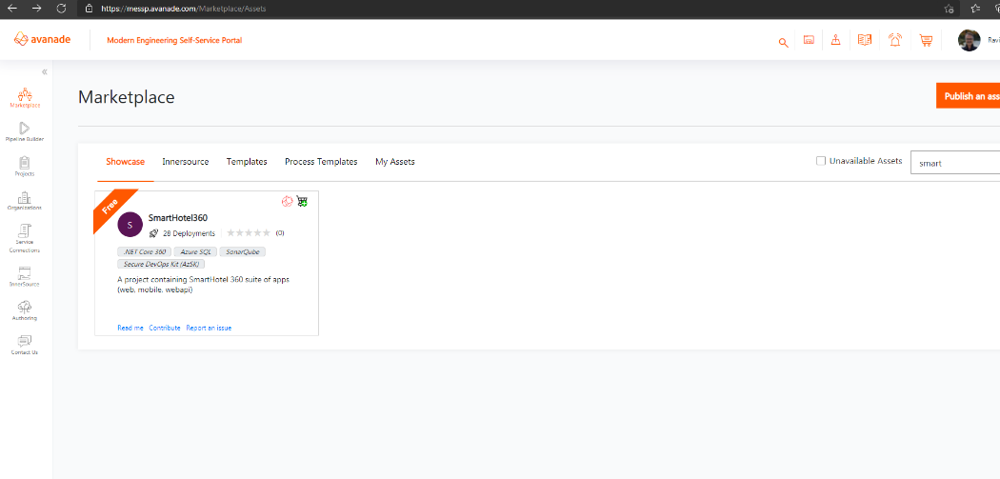 https://messp.avanade.com/Marketplace/Assets
avanade
Modern Engineering Self-Service Portal
Ravi
Marketplace
Pipeline Builder
Projects
Organizations
Service
Connections
InnerSource
Authoring
Contact Us
Marketplace
Publish an ass
Showcase Innersource Templates Process Templates My Assets
Unavailable Assets
smart
Free
S
SmartHotel360
28 Deployments (0)
.NET Core 360 Azure SQL SonarQube
Secure DevOps Kit (AzSK)
A project containing SmartHotel 360 suite of apps
(web, mobile, webapi)
Read me Contribute Report an issue